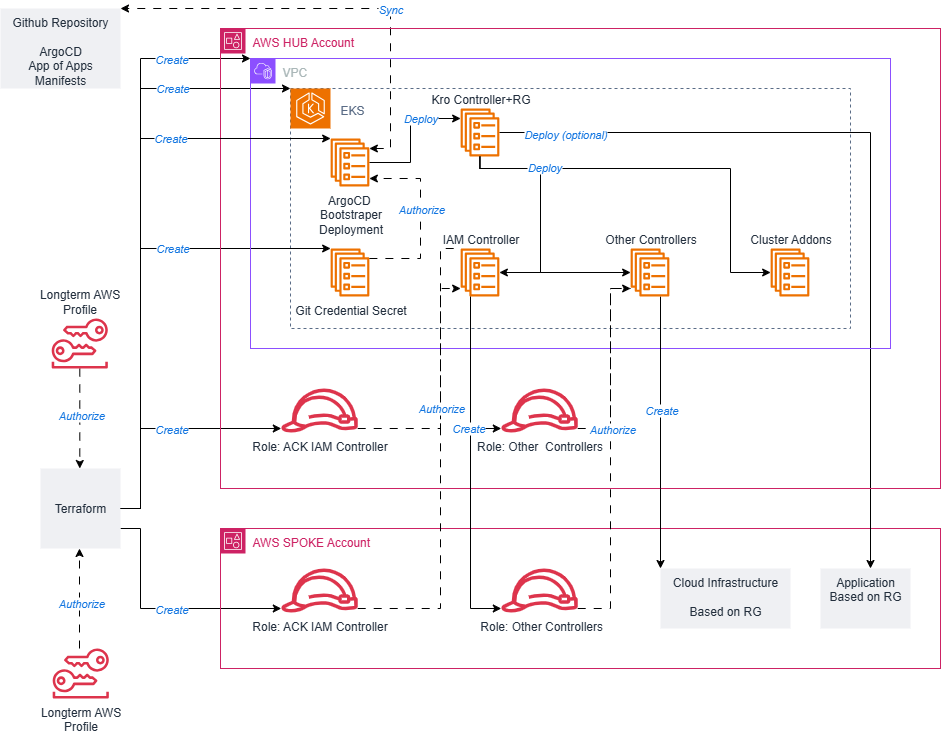 Sync
Github Repository
ArgoCD
App of Apps
Manifests
AWS HUB Account
Create
VPC
Create
EKS
Kro Controller+RG
Deploy
Deploy (optional)
Create
Deploy
ArgoCD
Bootstraper
Deployment
Authorize
Create
IAM Controller
Other Controllers
Cluster Addons
Git Credential Secret
Longterm AWS
Profile
Authorize
Authorize
Create
Create
Create
Authorize
Role: ACK IAM Controller
Role: Other Controllers
Terraform
AWS SPOKE Account
Cloud Infrastructure
Based on RG
Application
Based on RG
Authorize
Create
Role: ACK IAM Controller
Role: Other Controllers
Longterm AWS
Profile